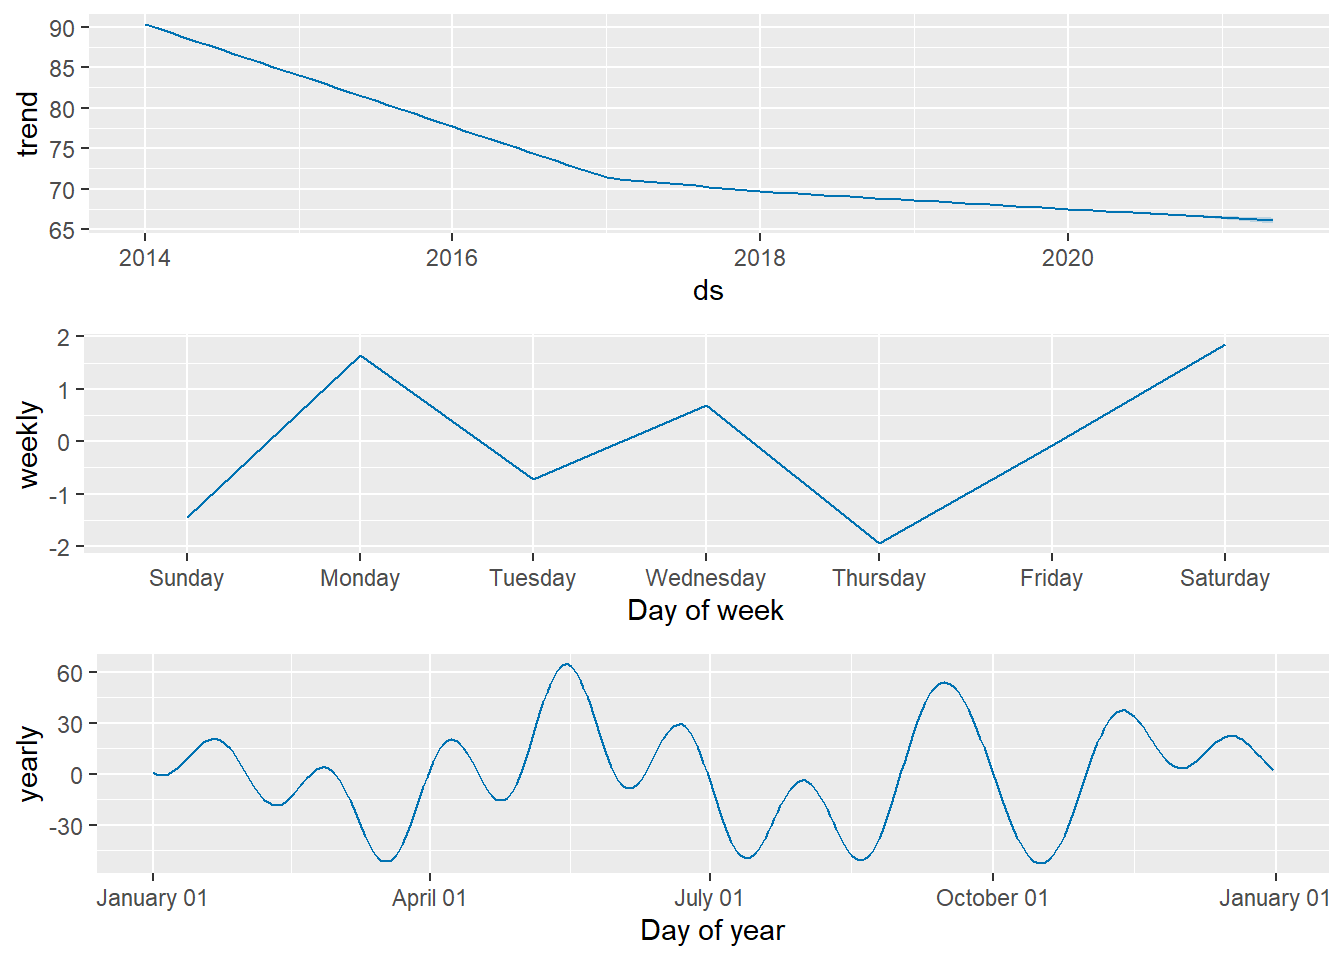 trend
90
85
80
75
70
65
2014 2016 2018 2020
ds
weekly
2
1
0
-1
-2
Sunday Monday Tuesday Wednesday Thursday Friday Saturday
Day of week
yearly
60
30
0
-30
January 01 April 01 July 01 October 01 January 01
Day of year